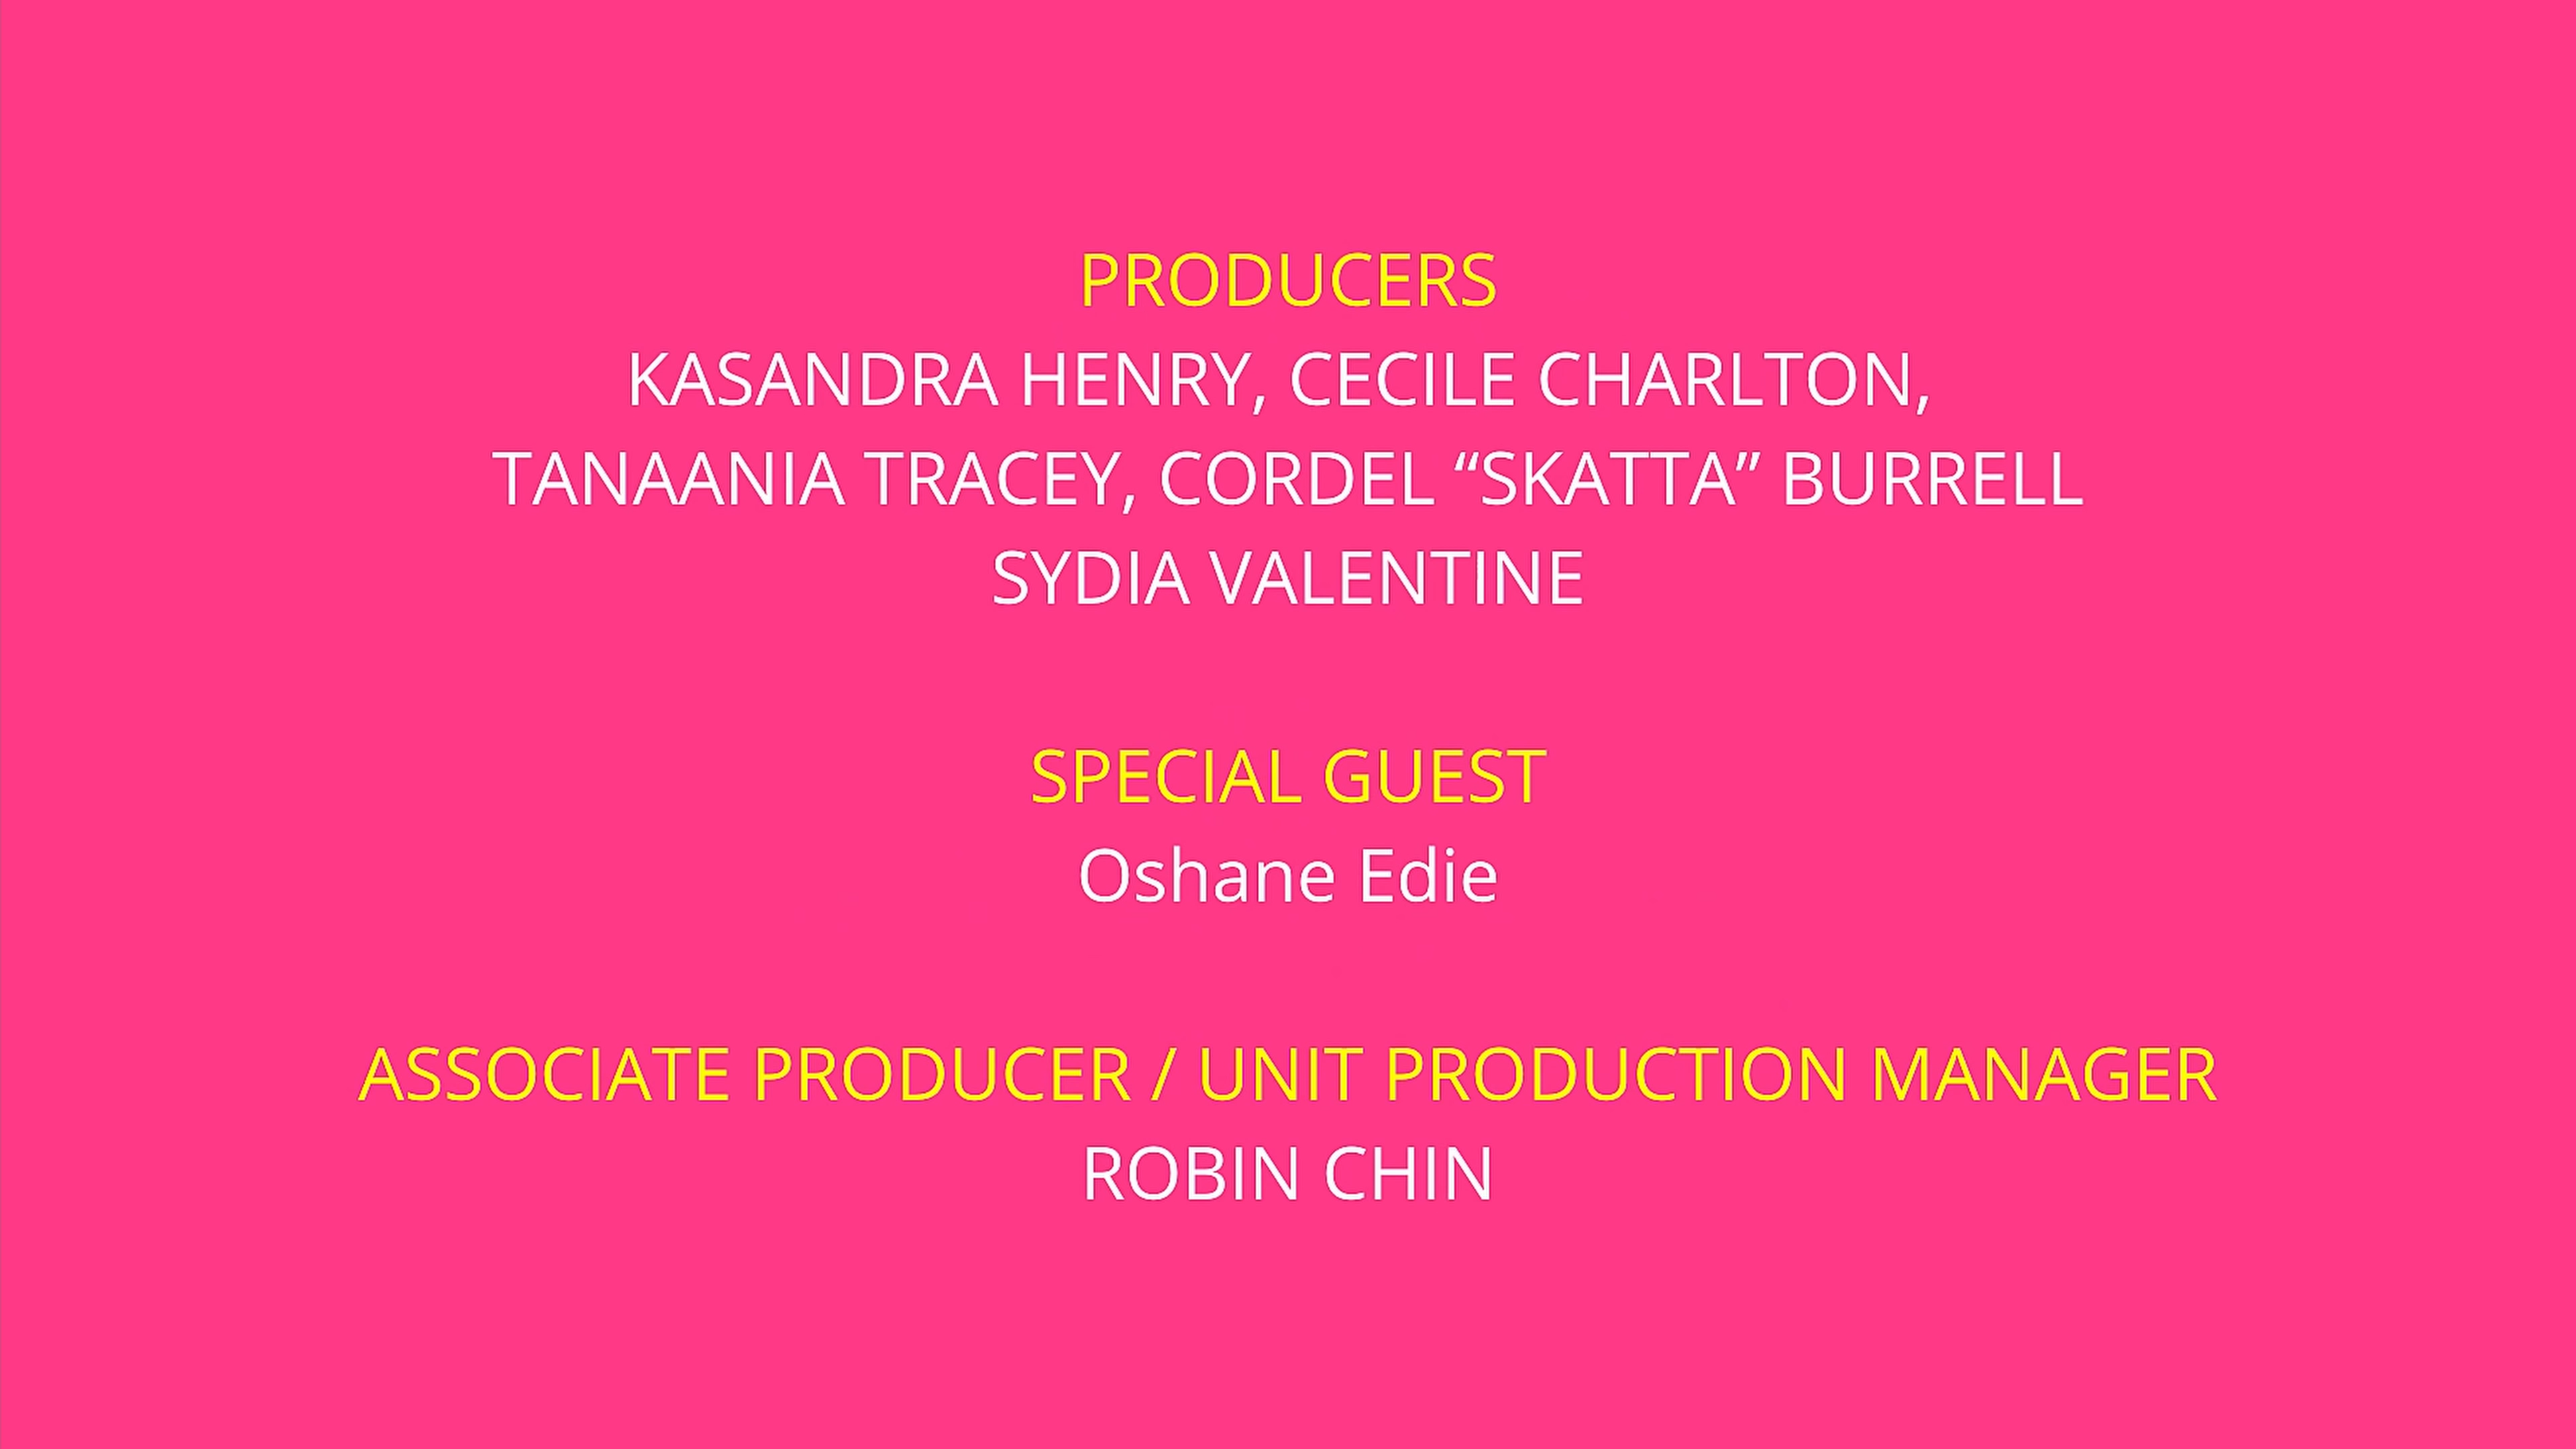 PRODUCERS
KASANDRA HENRY, CECILE CHARLTON,
TANAANIA TRACEY, CORDEL “SKATTA” BURRELL
SYDIA VALENTINE
SPECIAL GUEST
Oshane Edie
ASSOCIATE PRODUCER / UNIT PRODUCTION MANAGER
ROBIN CHIN